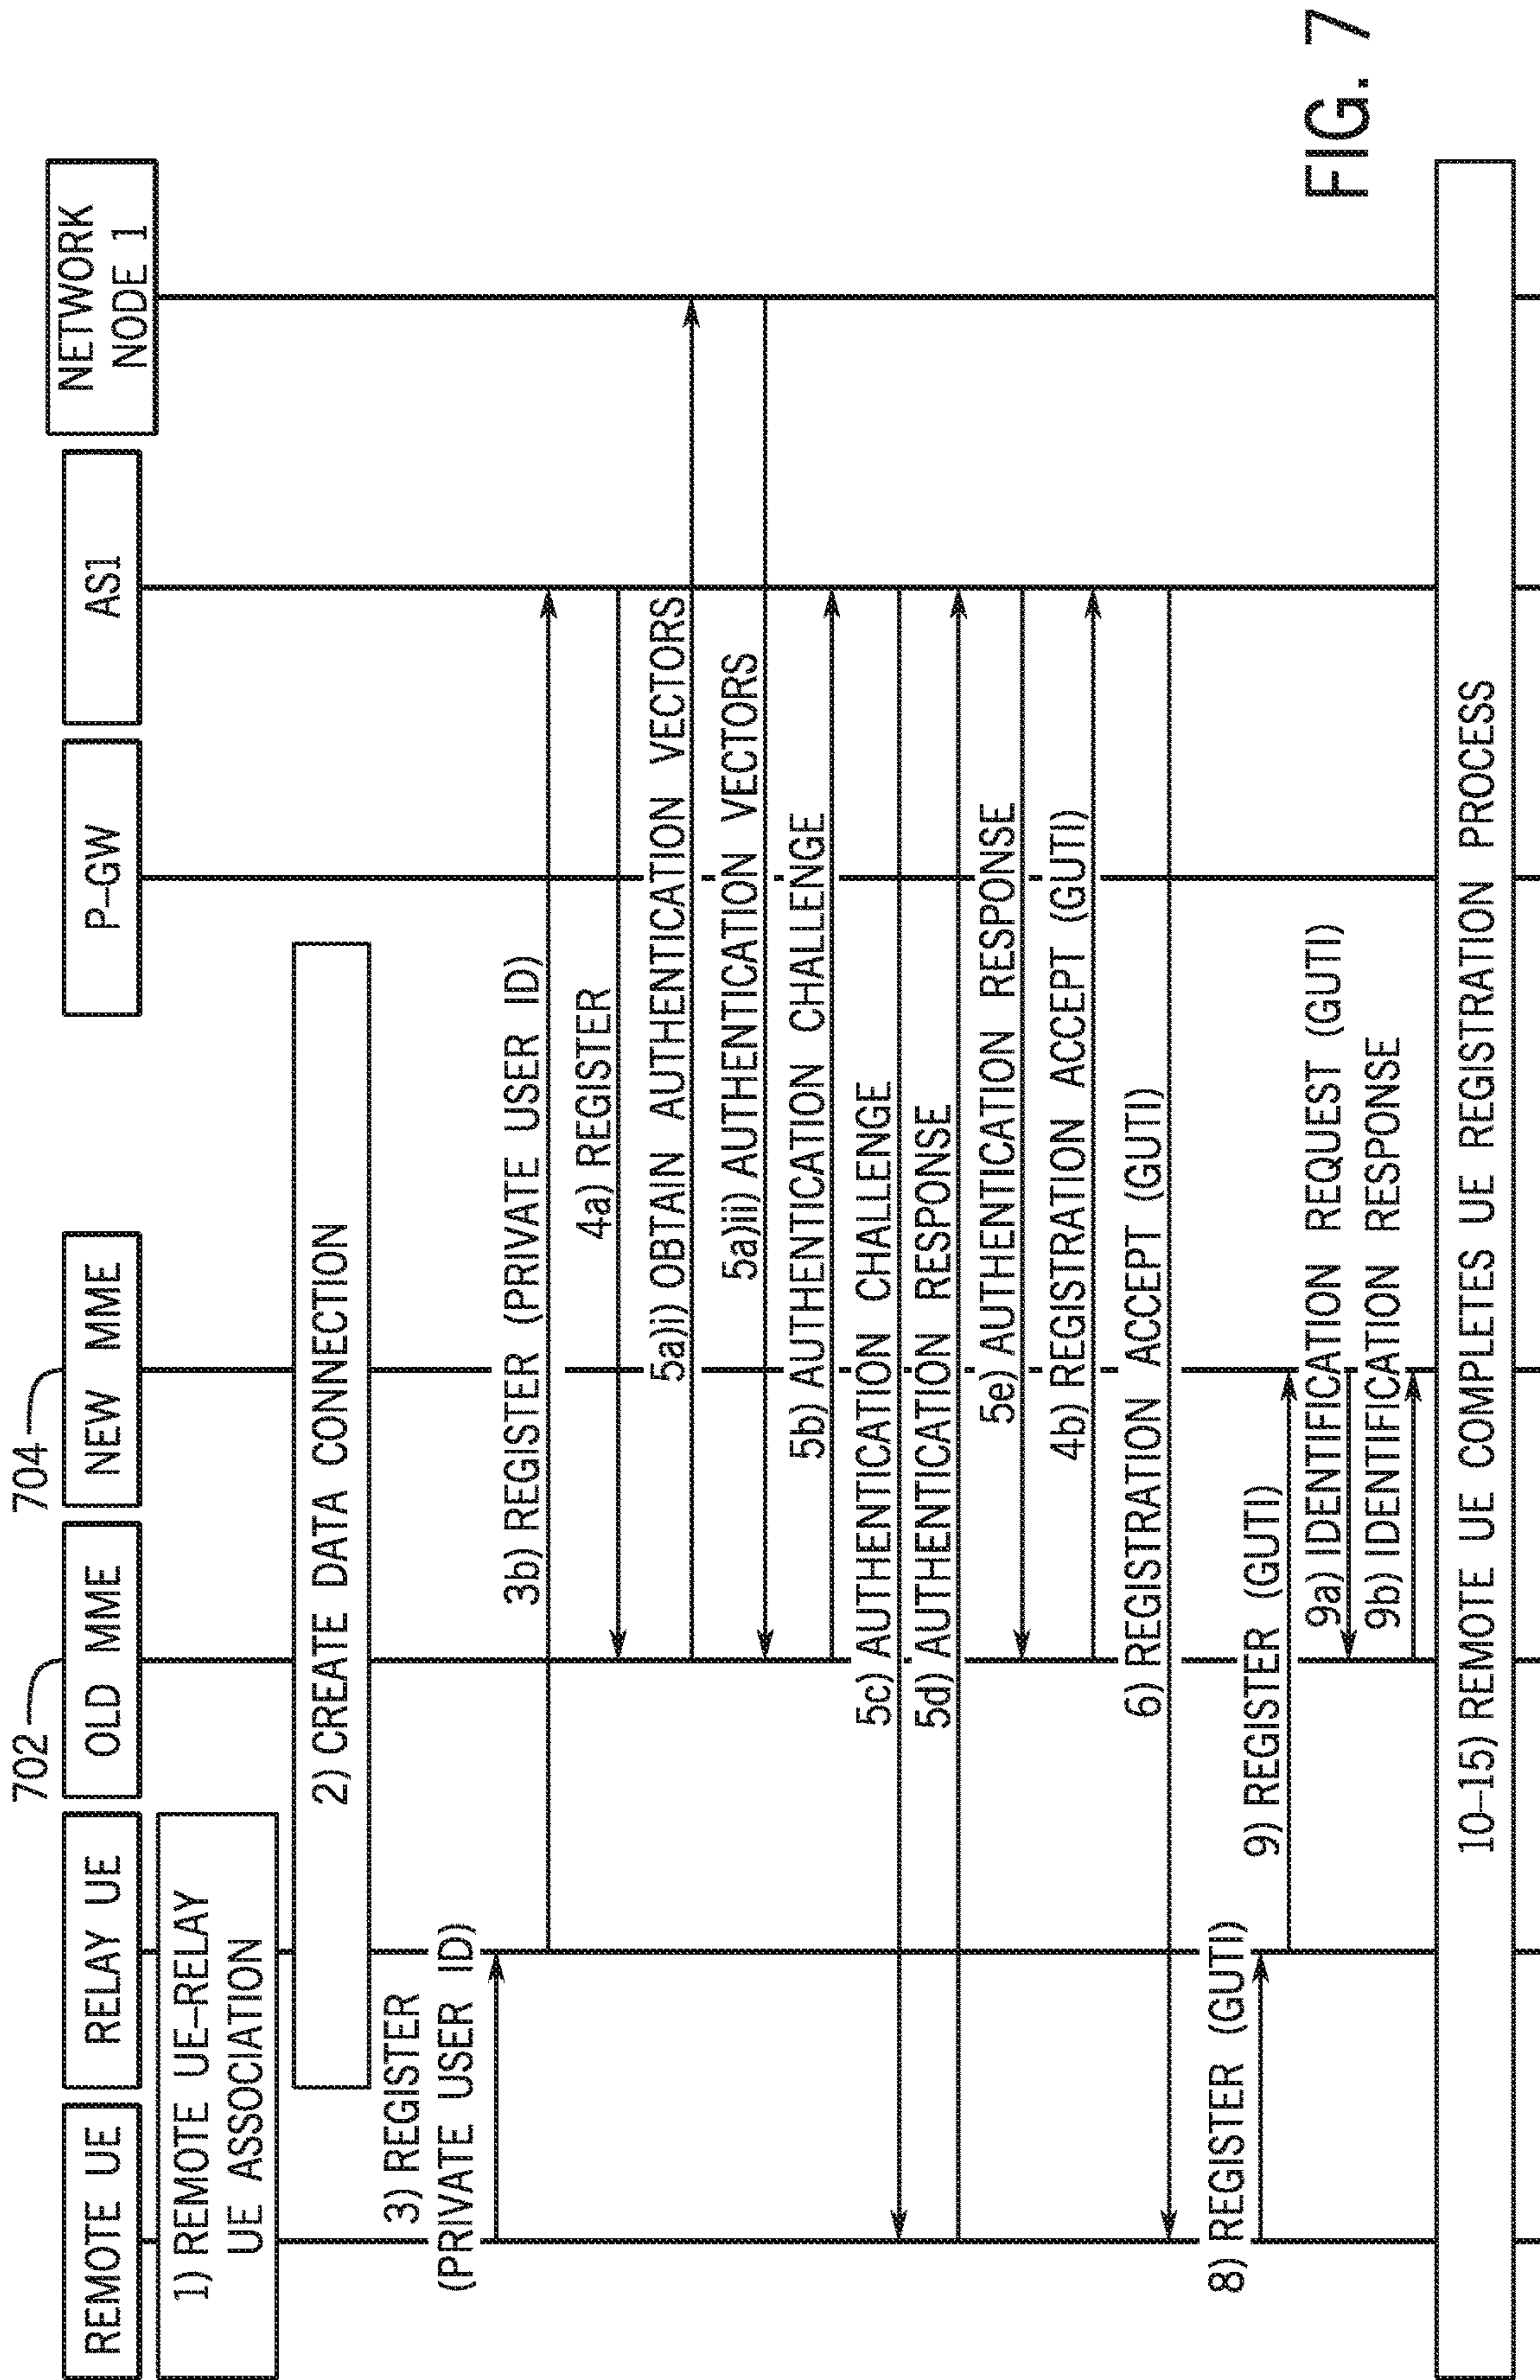 702
704
REMOTE UE
RELAY UE
OLD MME
NEW MME
P-GW
AS1
NETWORK
NODE 1
1) REMOTE UE-RELAY
UE ASSOCIATION
2) CREATE DATA CONNECTION
3) REGISTER
(PRIVATE USER ID)
3b) REGISTER (PRIVATE USER ID)
4a) REGISTER
5a)i) OBTAIN AUTHENTICATION VECTORS
5a)ii) AUTHENTICATION VECTORS
5b) AUTHENTICATION CHALLENGE
5c) AUTHENTICATION CHALLENGE
5d) AUTHENTICATION RESPONSE
5e) AUTHENTICATION RESPONSE
4b) REGISTRATION ACCEPT (GUTI)
6) REGISTRATION ACCEPT (GUTI)
8) REGISTER (GUTI)
9) REGISTER (GUTI)
9a) IDENTIFICATION REQUEST (GUTI)
9b) IDENTIFICATION RESPONSE
10-15) REMOTE UE COMPLETES UE REGISTRATION PROCESS
FIG. 7